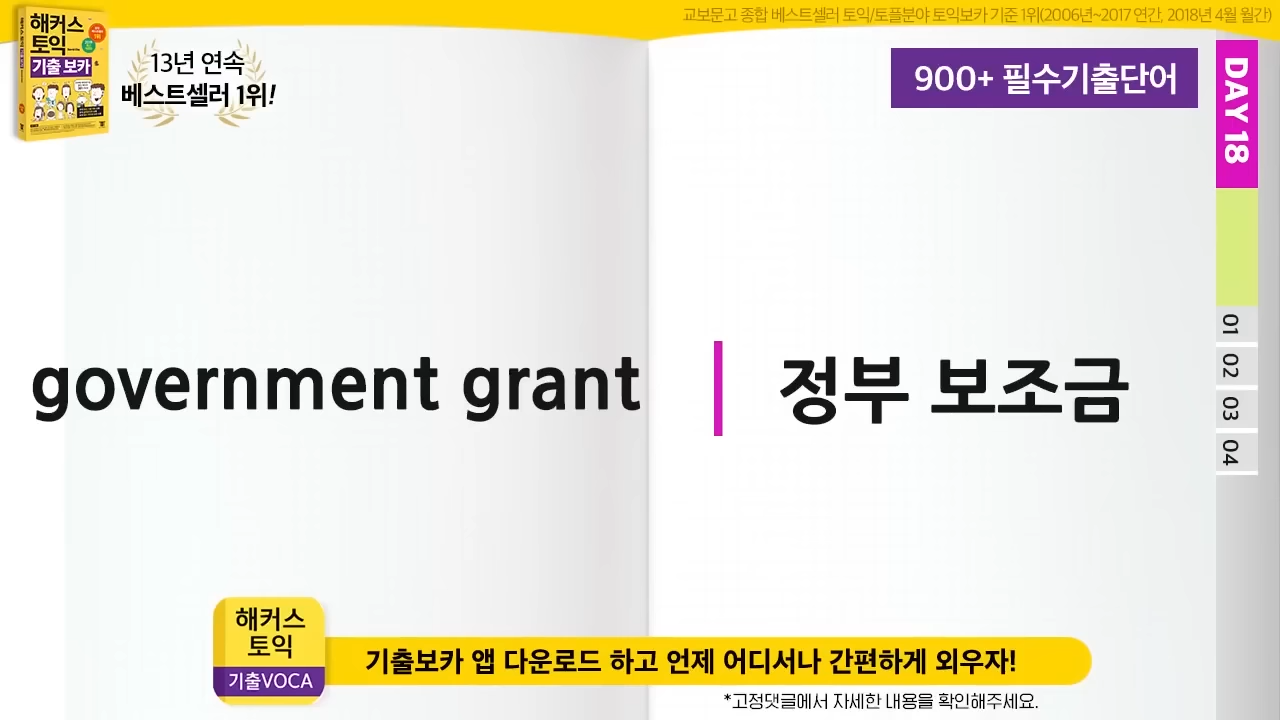 교보문고 종합 베스트셀러 토익/토플분야 토익보카 기준 1위(2006년~2017 연간, 2018년 4월 월간)
해커스
토익
기출 보카
13년 연속
베스트셀러 1위!
900+ 필수기출단어
DAY 18
01
02
03
04
government grant
정부 보조금
해커스
토익
기출VOCA
기출보카 앱 다운로드 하고 언제 어디서나 간편하게 외우자!
*고정댓글에서 자세한 내용을 확인해주세요.